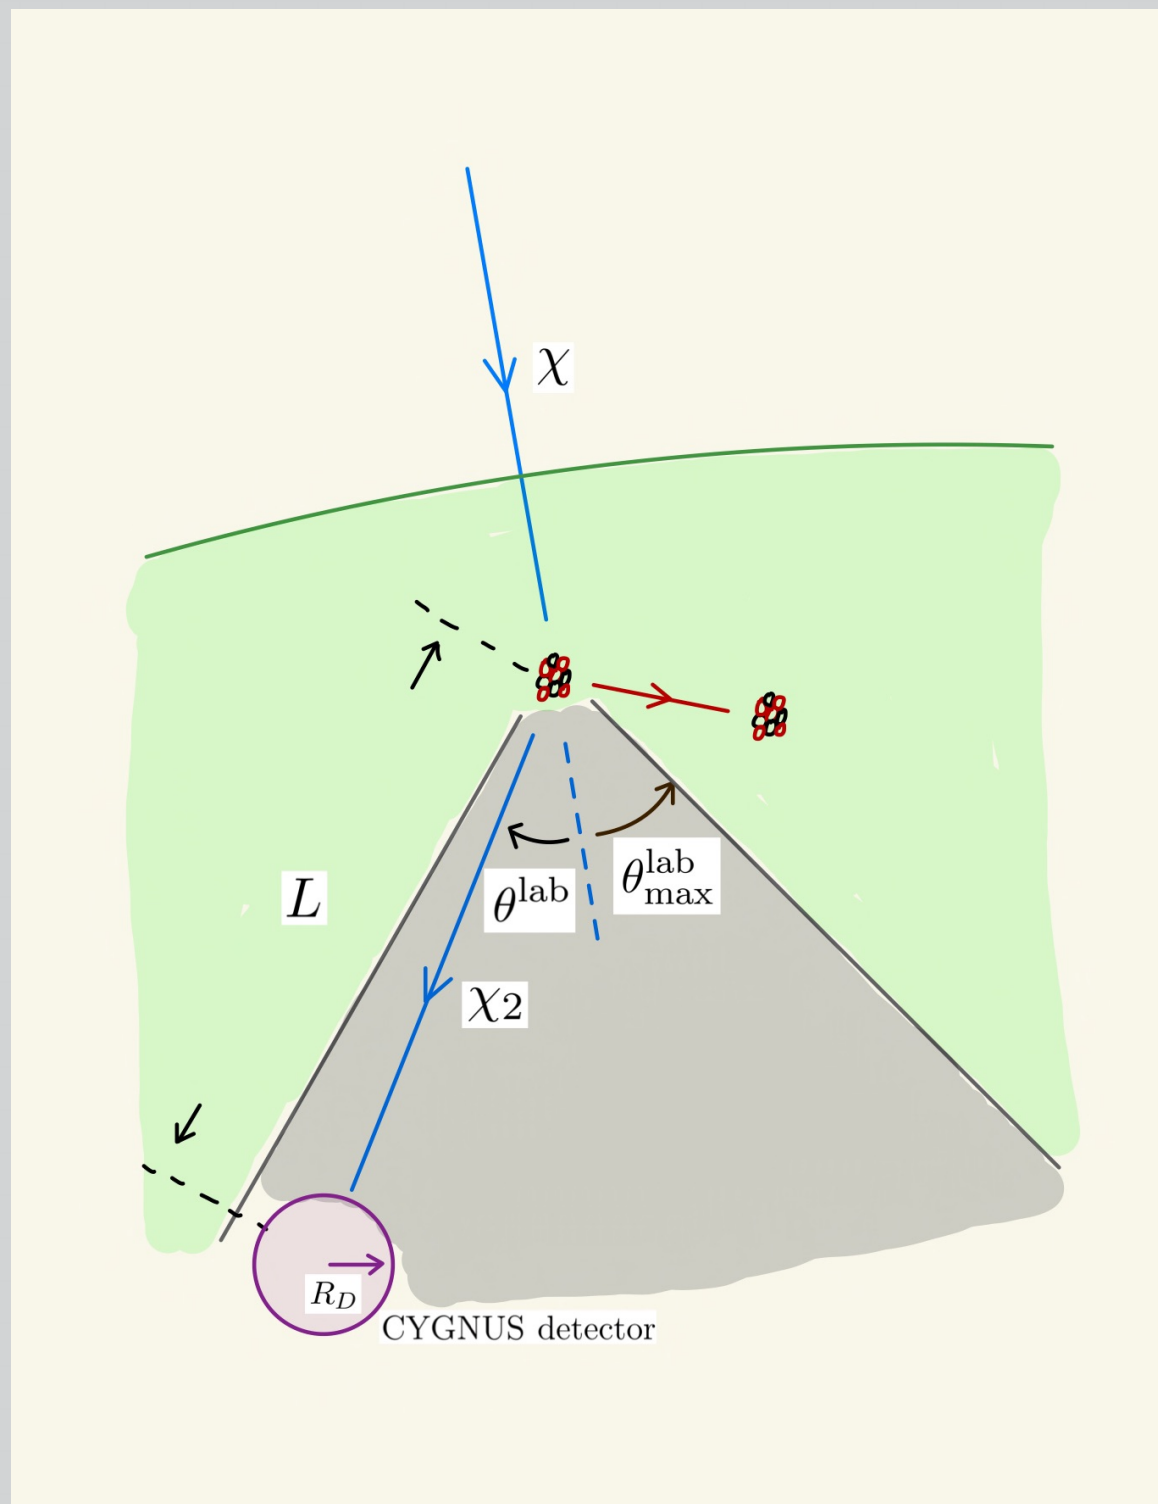 χ
L
θ^lab
θ^lab_max
χ₂
R_D
CYGNUS detector